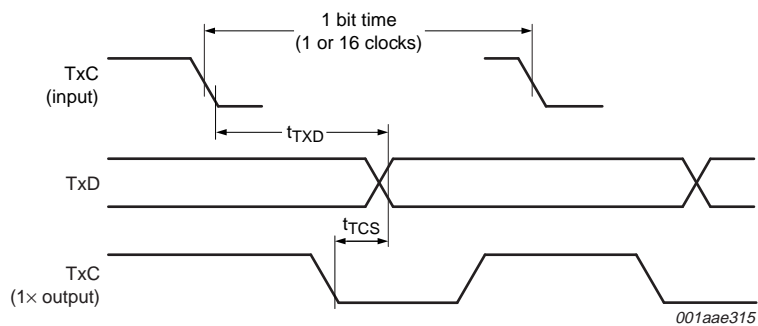 1 bit time
(1 or 16 clocks)
TxC
(input)
tTXD
TxD
tTCS
TxC
(1× output)
001aae315